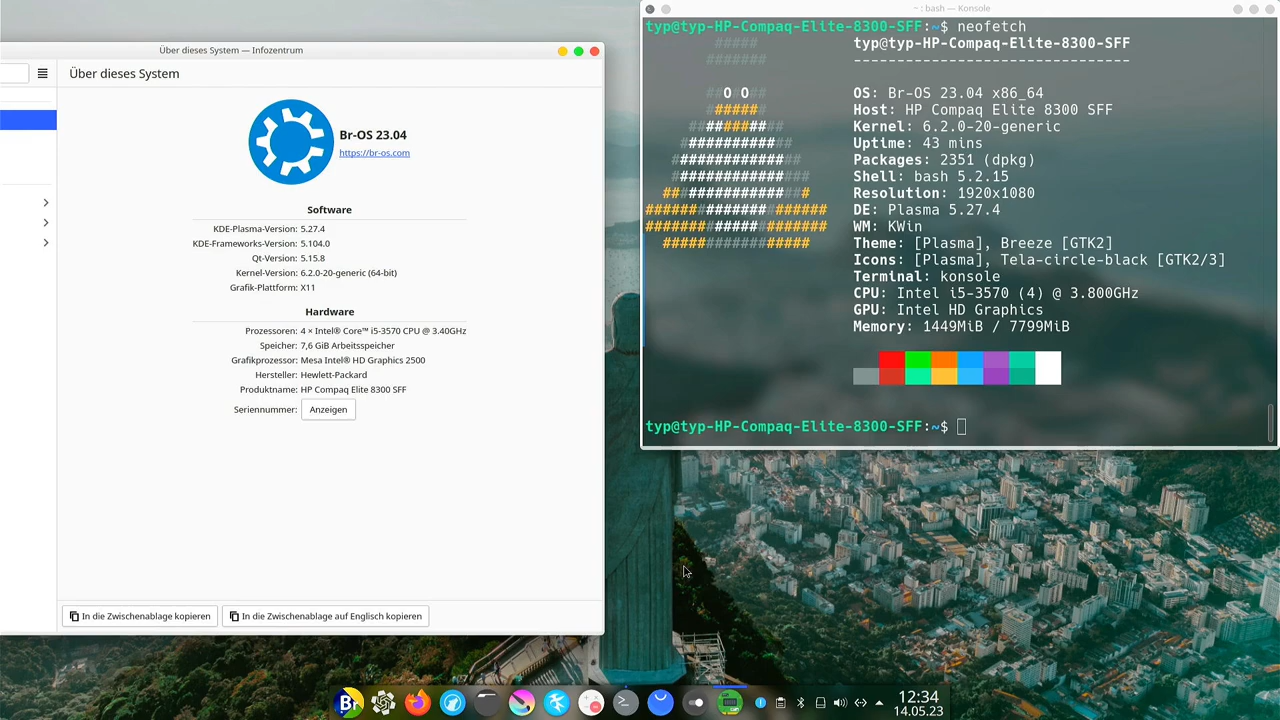 Über dieses System — Infozentrum
Über dieses System
Br-OS 23.04
https://br-os.com
Software
KDE-Plasma-Version: 5.27.4
KDE-Frameworks-Version: 5.104.0
Qt-Version: 5.15.8
Kernel-Version: 6.2.0-20-generic (64-bit)
Grafik-Plattform: X11
Hardware
Prozessoren: 4 × Intel® Core™ i5-3570 CPU @ 3.40GHz
Speicher: 7,6 GiB Arbeitsspeicher
Grafikprozessor: Mesa Intel® HD Graphics 2500
Hersteller: Hewlett-Packard
Produktname: HP Compaq Elite 8300 SFF
Seriennummer: Anzeigen
In die Zwischenablage kopieren
In die Zwischenablage auf Englisch kopieren
~ : bash — Konsole
typ@typ-HP-Compaq-Elite-8300-SFF:~$ neofetch
typ@typ-HP-Compaq-Elite-8300-SFF
--------------------------------
OS: Br-OS 23.04 x86_64
Host: HP Compaq Elite 8300 SFF
Kernel: 6.2.0-20-generic
Uptime: 43 mins
Packages: 2351 (dpkg)
Shell: bash 5.2.15
Resolution: 1920x1080
DE: Plasma 5.27.4
WM: KWin
Theme: [Plasma], Breeze [GTK2]
Icons: [Plasma], Tela-circle-black [GTK2/3]
Terminal: konsole
CPU: Intel i5-3570 (4) @ 3.800GHz
GPU: Intel HD Graphics
Memory: 1449MiB / 7799MiB
typ@typ-HP-Compaq-Elite-8300-SFF:~$
Br
12:34
14.05.23